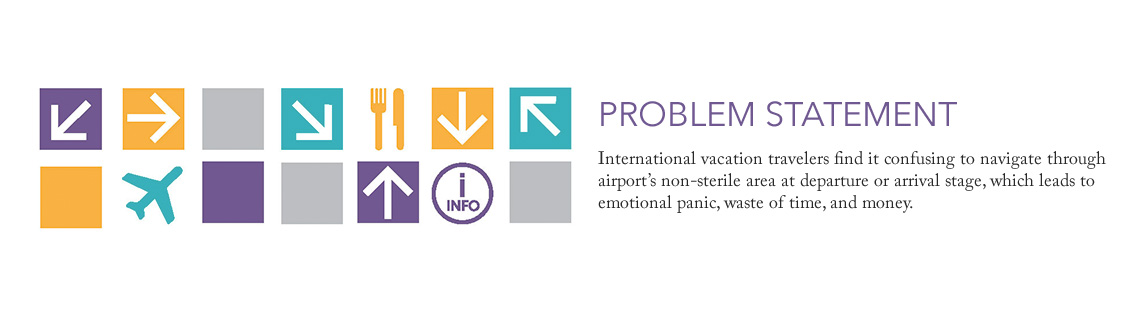 PROBLEM STATEMENT
International vacation travelers find it confusing to navigate through
airport's non-sterile area at departure or arrival stage, which leads to
emotional panic, waste of time, and money.
i
INFO